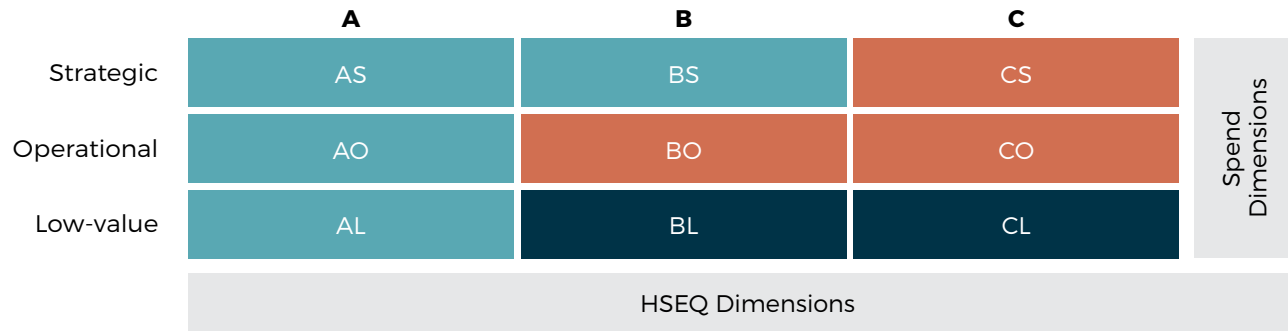 A B C
Strategic AS BS CS
Operational AO BO CO
Low-value AL BL CL
Spend
Dimensions
HSEQ Dimensions